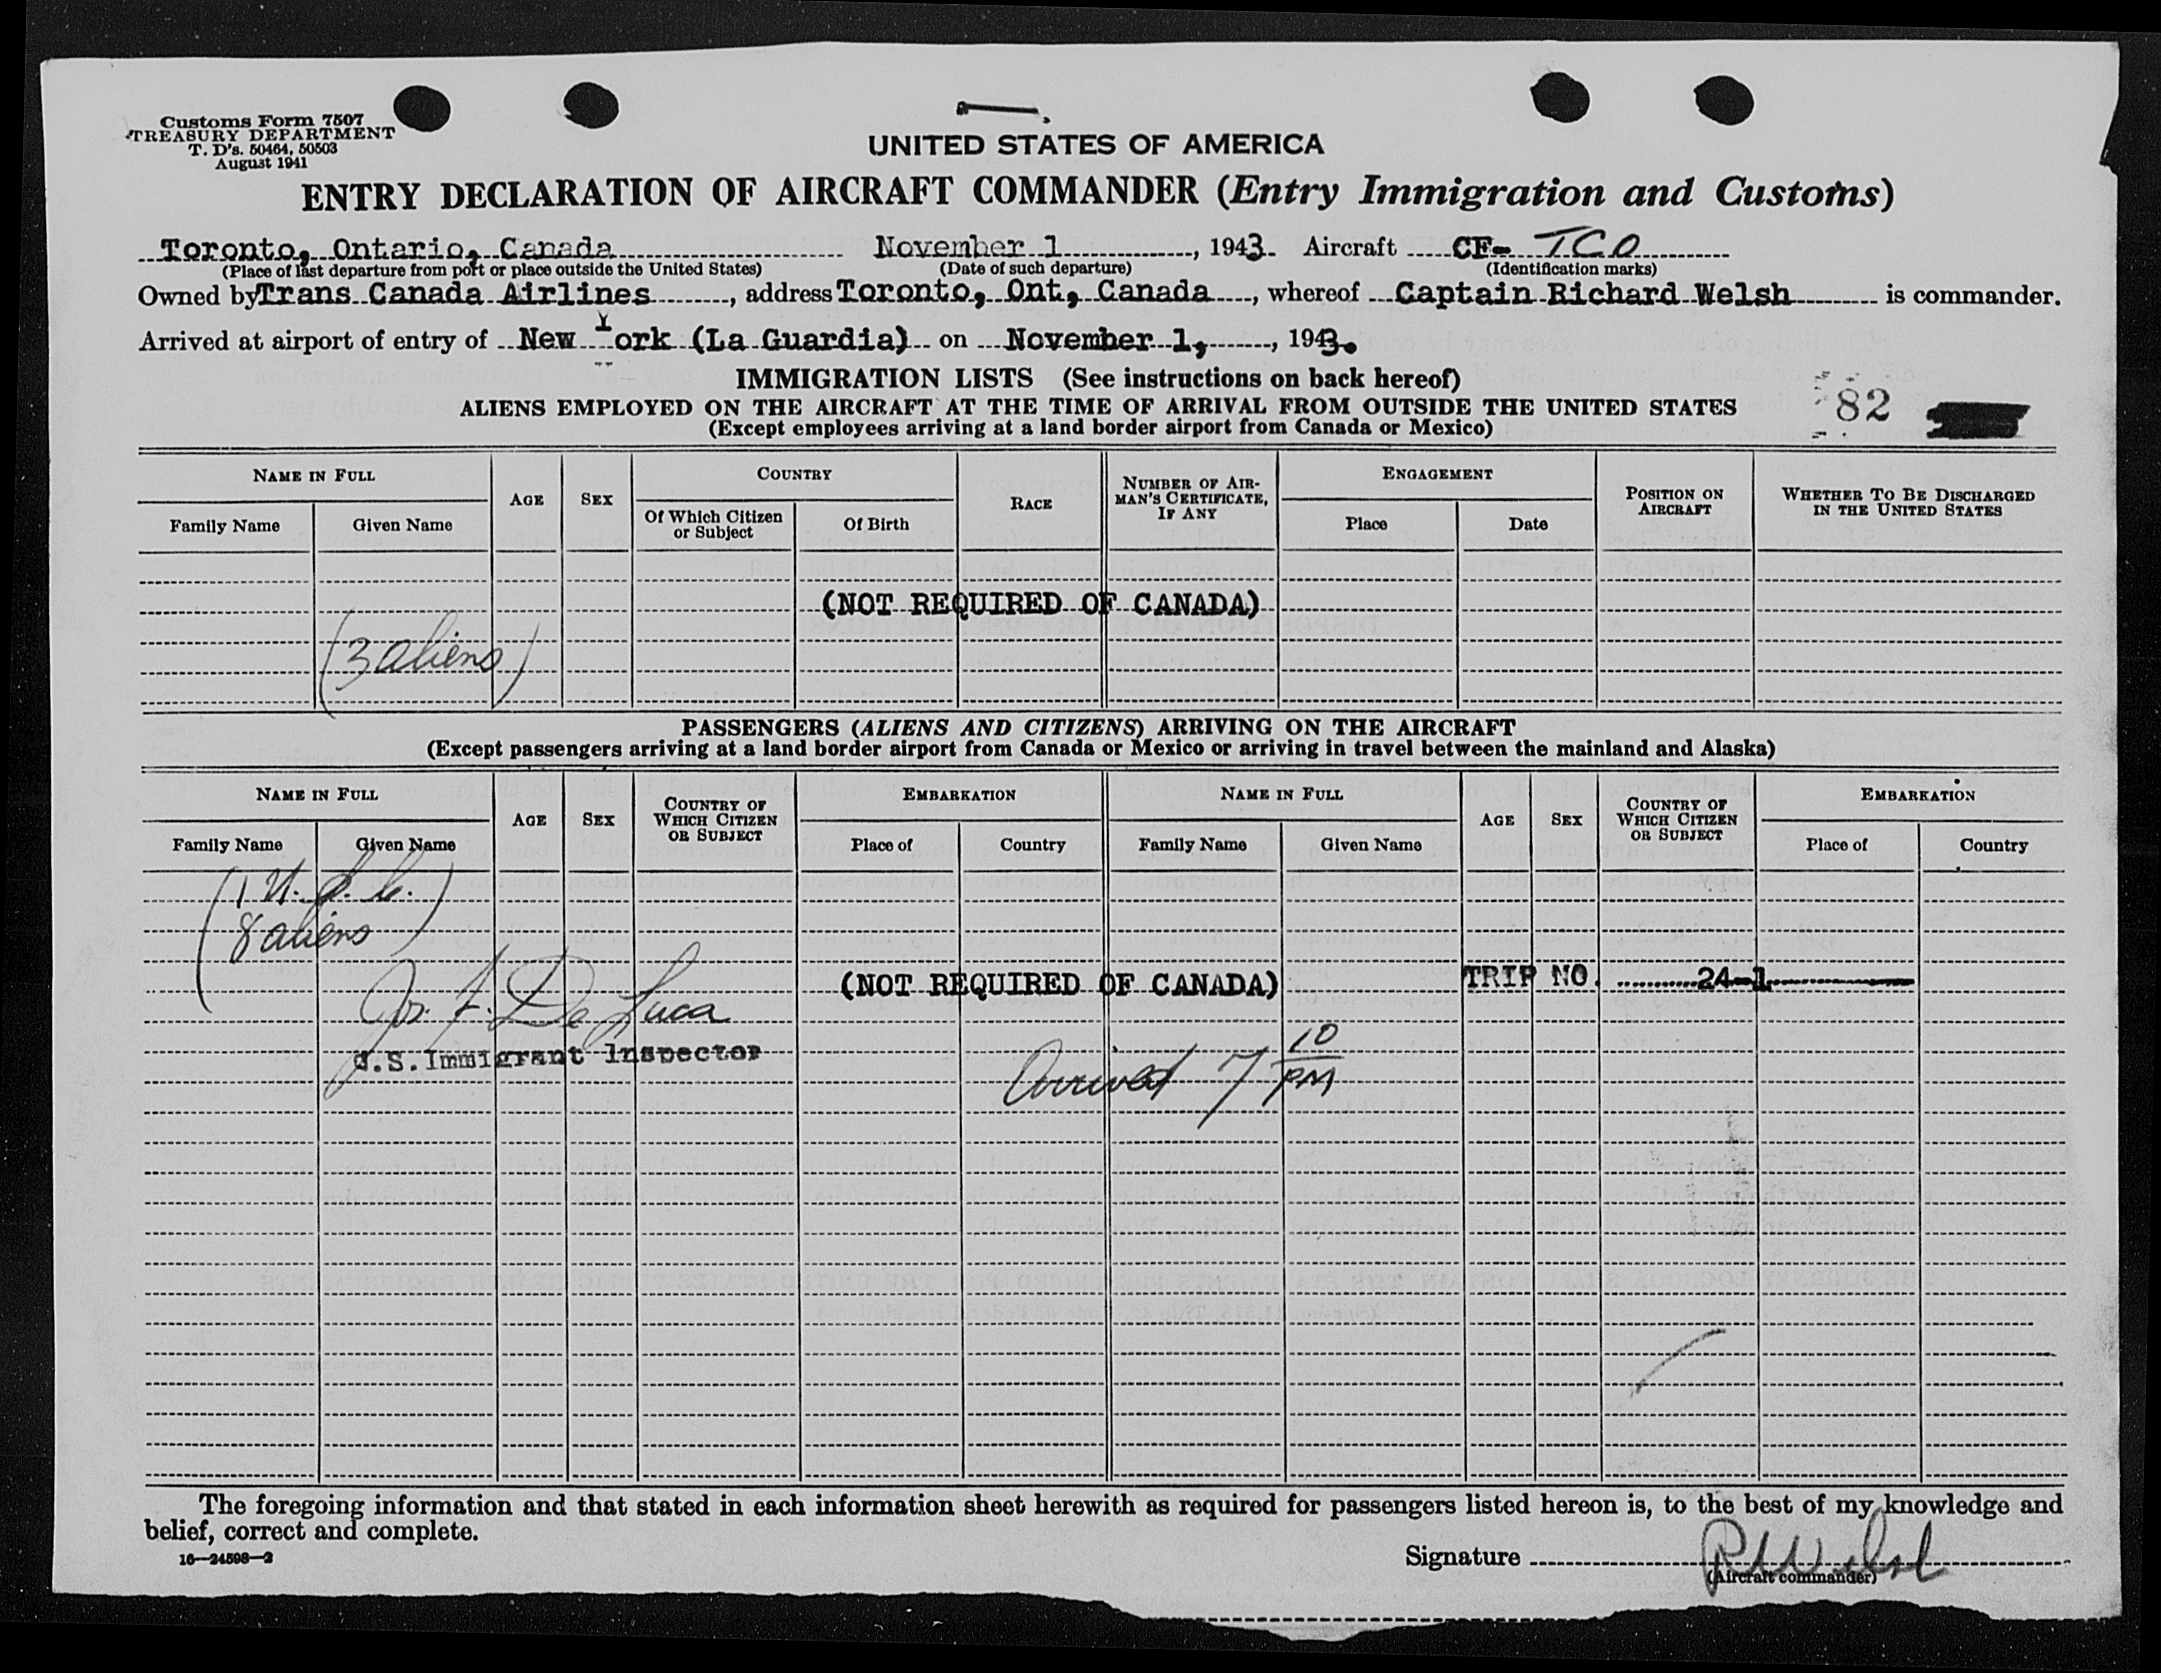 Customs Form 7507
TREASURY DEPARTMENT
T. D's. 50464, 50503
August 1941
UNITED STATES OF AMERICA
ENTRY DECLARATION OF AIRCRAFT COMMANDER (Entry Immigration and Customs)
Toronto, Ontario, Canada November 1, 1943 Aircraft CF- TCO
(Place of last departure from port or place outside the United States) (Date of such departure) (Identification marks)
Owned by Trans Canada Airlines, address Toronto, Ont, Canada, whereof Captain Richard Welsh is commander.
Arrived at airport of entry of New York (La Guardia) on November 1, 1943.
IMMIGRATION LISTS (See instructions on back hereof)
ALIENS EMPLOYED ON THE AIRCRAFT AT THE TIME OF ARRIVAL FROM OUTSIDE THE UNITED STATES
82
(Except employees arriving at a land border airport from Canada or Mexico)
NAME IN FULL AGE SEX COUNTRY RACE NUMBER OF AIRMAN'S CERTIFICATE, IF ANY ENGAGEMENT POSITION ON AIRCRAFT WHETHER TO BE DISCHARGED IN THE UNITED STATES
Family Name Given Name Of Which Citizen or Subject Of Birth Place Date
(NOT REQUIRED OF CANADA)
(3 aliens)
PASSENGERS (ALIENS AND CITIZENS) ARRIVING ON THE AIRCRAFT
(Except passengers arriving at a land border airport from Canada or Mexico or arriving in travel between the mainland and Alaska)
NAME IN FULL AGE SEX COUNTRY OF WHICH CITIZEN OR SUBJECT EMBARKATION NAME IN FULL AGE SEX COUNTRY OF WHICH CITIZEN OR SUBJECT EMBARKATION
Family Name Given Name Place of Country Family Name Given Name Place of Country
(1 U.S.C.
8 aliens)
(NOT REQUIRED OF CANADA) TRIP NO. 24-1
Jos. F. De Luca
U.S. Immigrant Inspector
Arrived 7 10 PM
The foregoing information and that stated in each information sheet herewith as required for passengers listed hereon is, to the best of my knowledge and
belief, correct and complete.
16—24598-2
Signature R Welsh
(Aircraft commander)